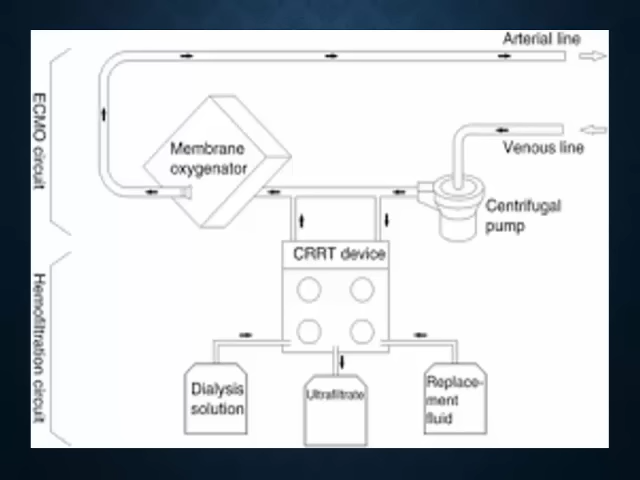 Arterial line
ECMO circuit
Membrane
oxygenator
Venous line
Centrifugal
pump
CRRT device
Hemofiltration circuit
Dialysis
solution
Ultrafiltrate
Replace-
ment
fluid